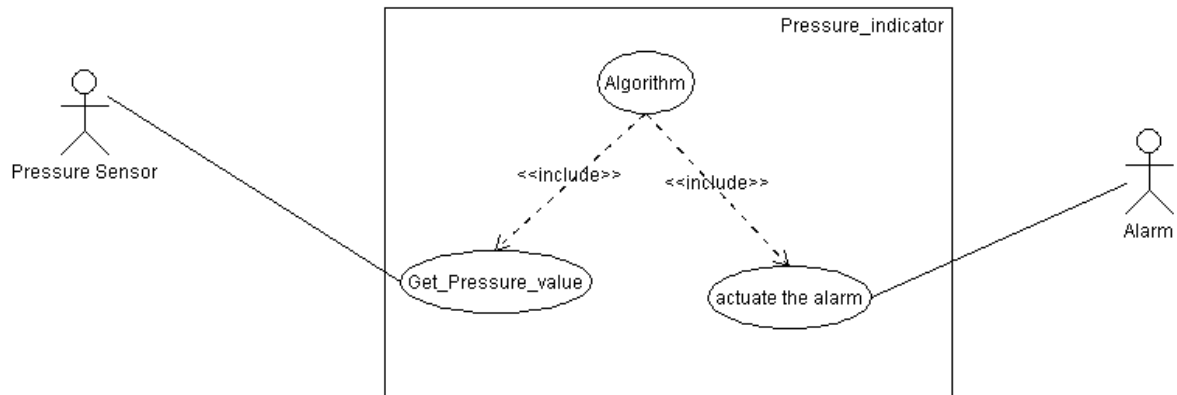 Pressure_indicator
Algorithm
Pressure Sensor
<<include>>
<<include>>
Alarm
Get_Pressure_value
actuate the alarm